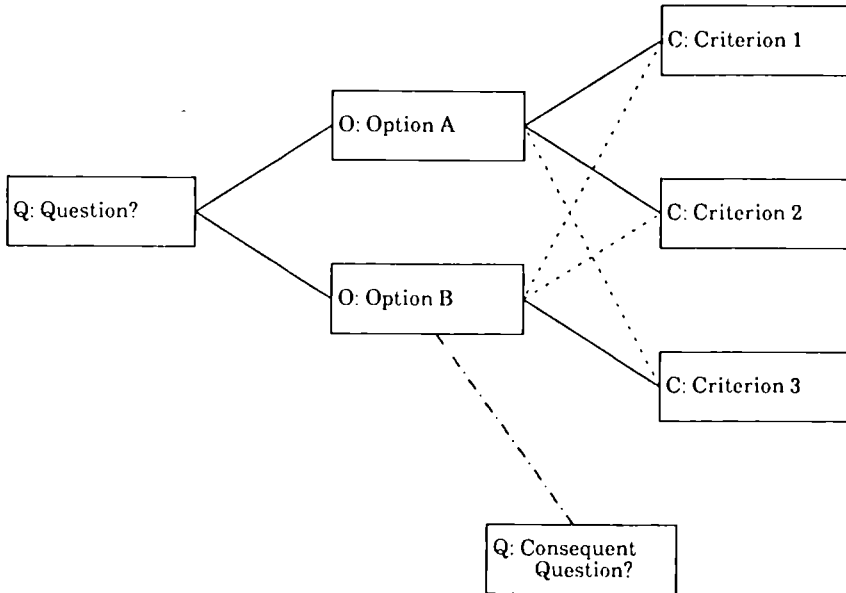 C: Criterion 1
O: Option A
Q: Question?
C: Criterion 2
O: Option B
C: Criterion 3
Q: Consequent
Question?